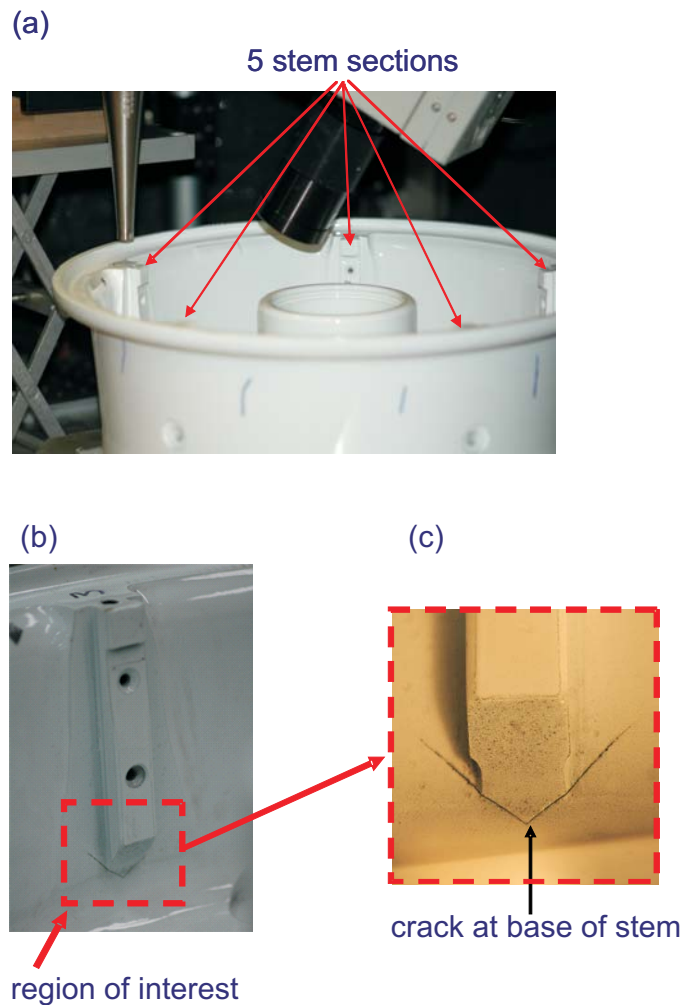 (a)
5 stem sections
(b)
(c)
crack at base of stem
region of interest